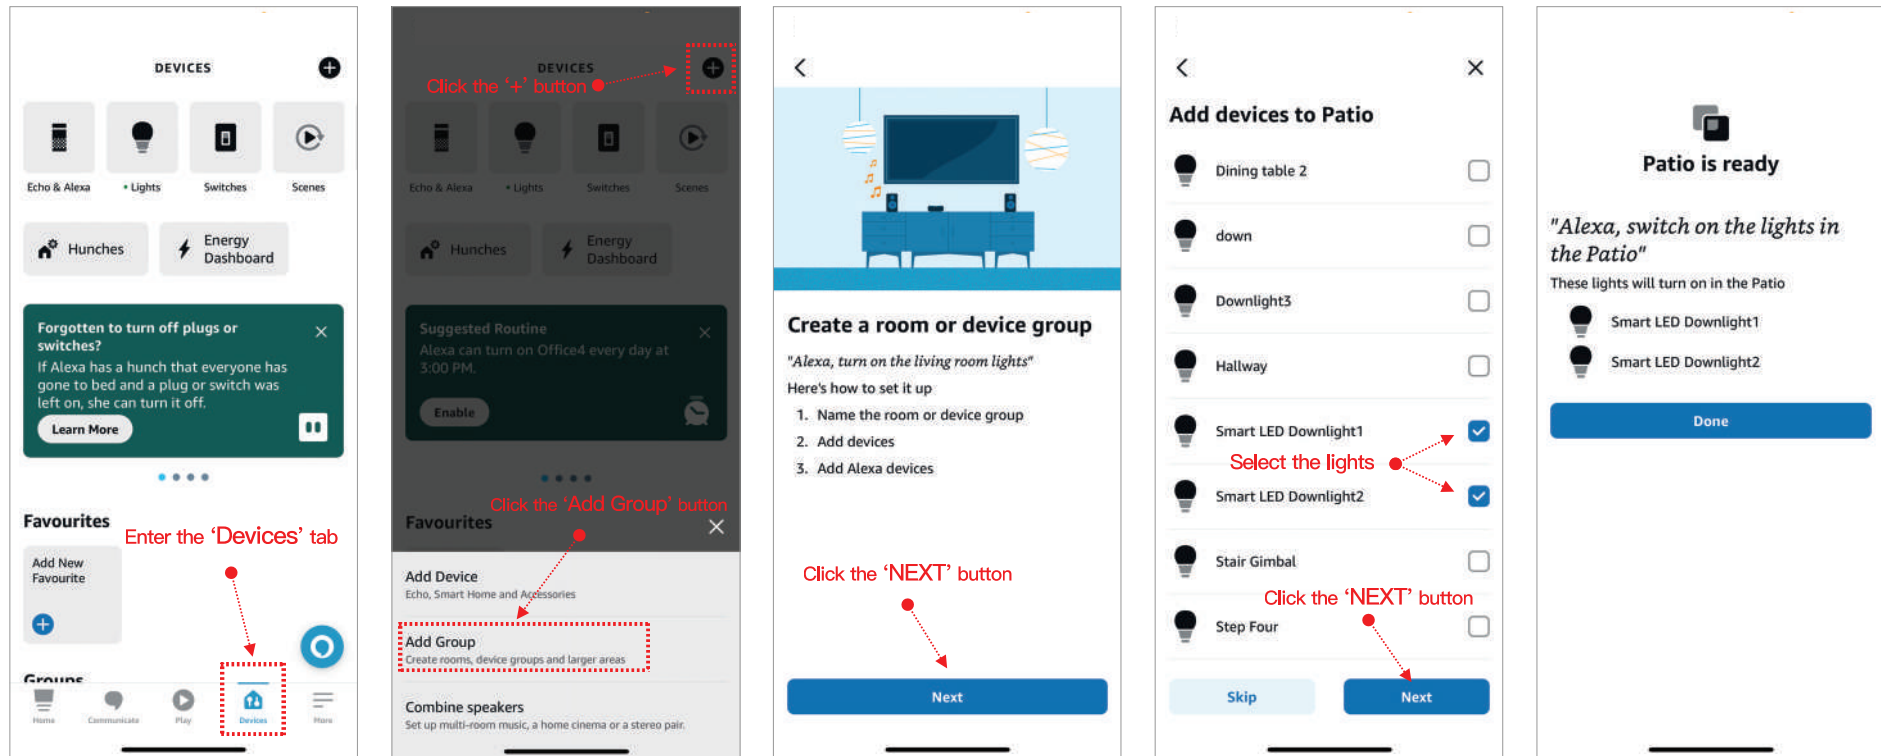 DEVICES
Echo & Alexa
• Lights
Switches
Scenes
Hunches
Energy
Dashboard
Forgotten to turn off plugs or
switches?
If Alexa has a hunch that everyone has
gone to bed and a plug or switch was
left on, she can turn it off.
Learn More
Favourites
Enter the ‘Devices’ tab
Add New
Favourite
Groups
Home
Communicate
Play
Devices
More
DEVICES
Click the ‘+’ button
Echo & Alexa
• Lights
Switches
Scenes
Hunches
Energy
Dashboard
Suggested Routine
Alexa can turn on Office4 every day at
3:00 PM.
Enable
Click the ‘Add Group’ button
Favourites
Add Device
Echo, Smart Home and Accessories
Add Group
Create rooms, device groups and larger areas
Combine speakers
Set up multi-room music, a home cinema or a stereo pair.
Create a room or device group
"Alexa, turn on the living room lights"
Here's how to set it up
1. Name the room or device group
2. Add devices
3. Add Alexa devices
Click the ‘NEXT’ button
Next
Add devices to Patio
Dining table 2
down
Downlight3
Hallway
Smart LED Downlight1
Select the lights
Smart LED Downlight2
Stair Gimbal
Click the ‘NEXT’ button
Step Four
Skip
Next
Patio is ready
"Alexa, switch on the lights in
the Patio"
These lights will turn on in the Patio
Smart LED Downlight1
Smart LED Downlight2
Done